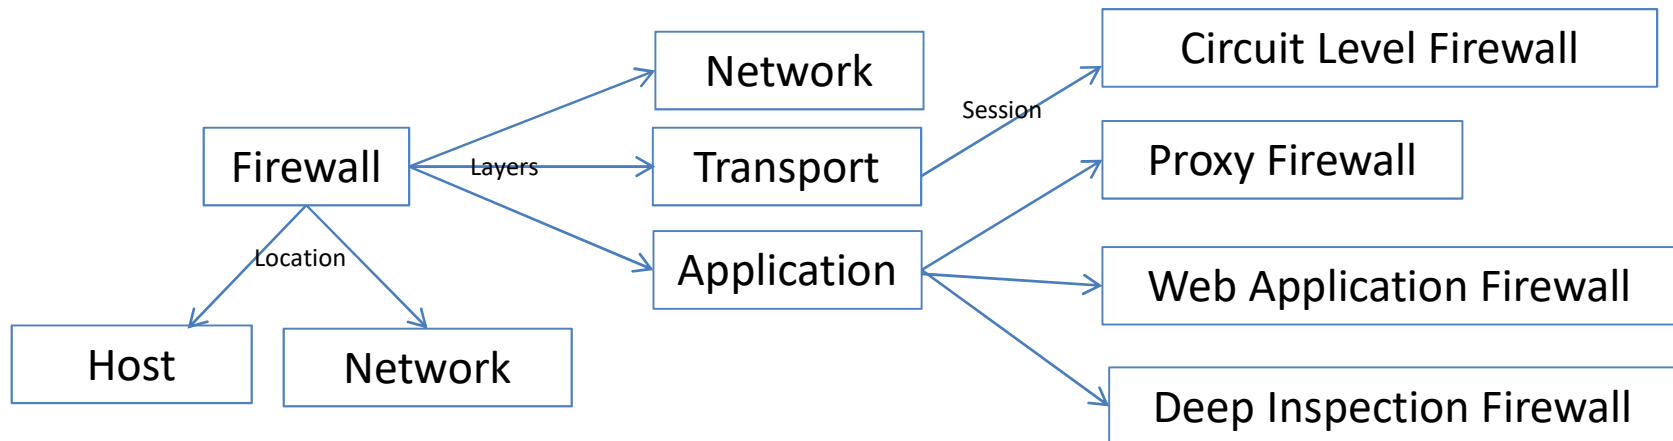 Circuit Level Firewall
Network
Session
Proxy Firewall
Firewall
Layers
Transport
Location
Application
Web Application Firewall
Host
Network
Deep Inspection Firewall